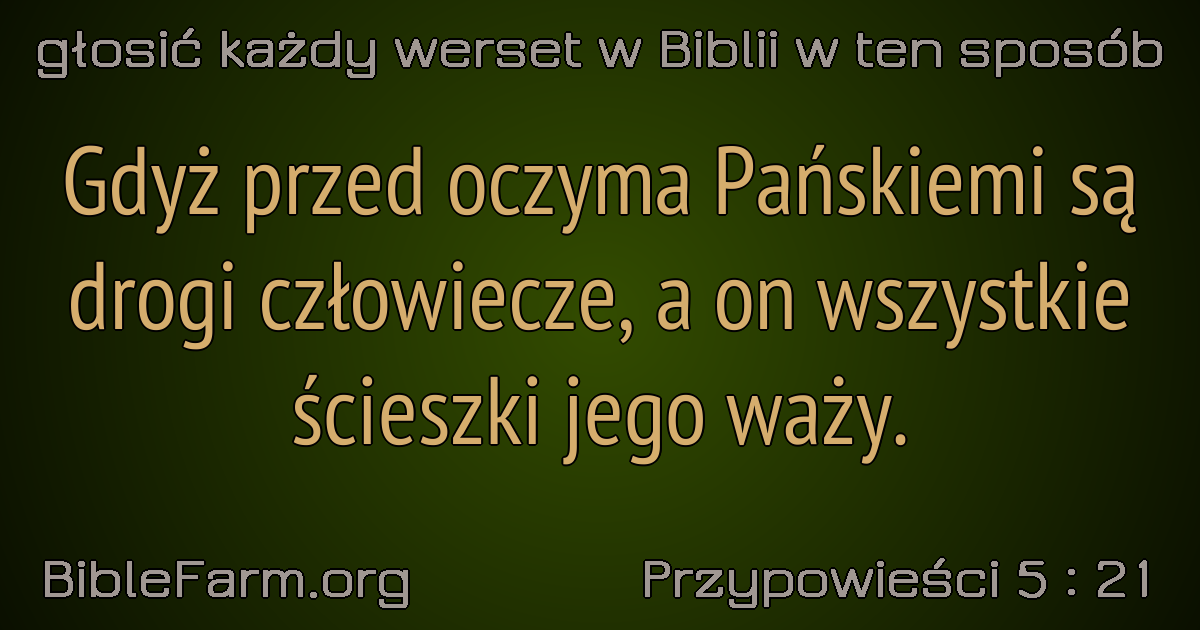 głosić każdy werset w Biblii w ten sposób
Gdyż przed oczyma Pańskiemi są
drogi człowiecze, a on wszystkie
ścieszki jego waży.
BibleFarm.org
Przypowieści 5 : 21